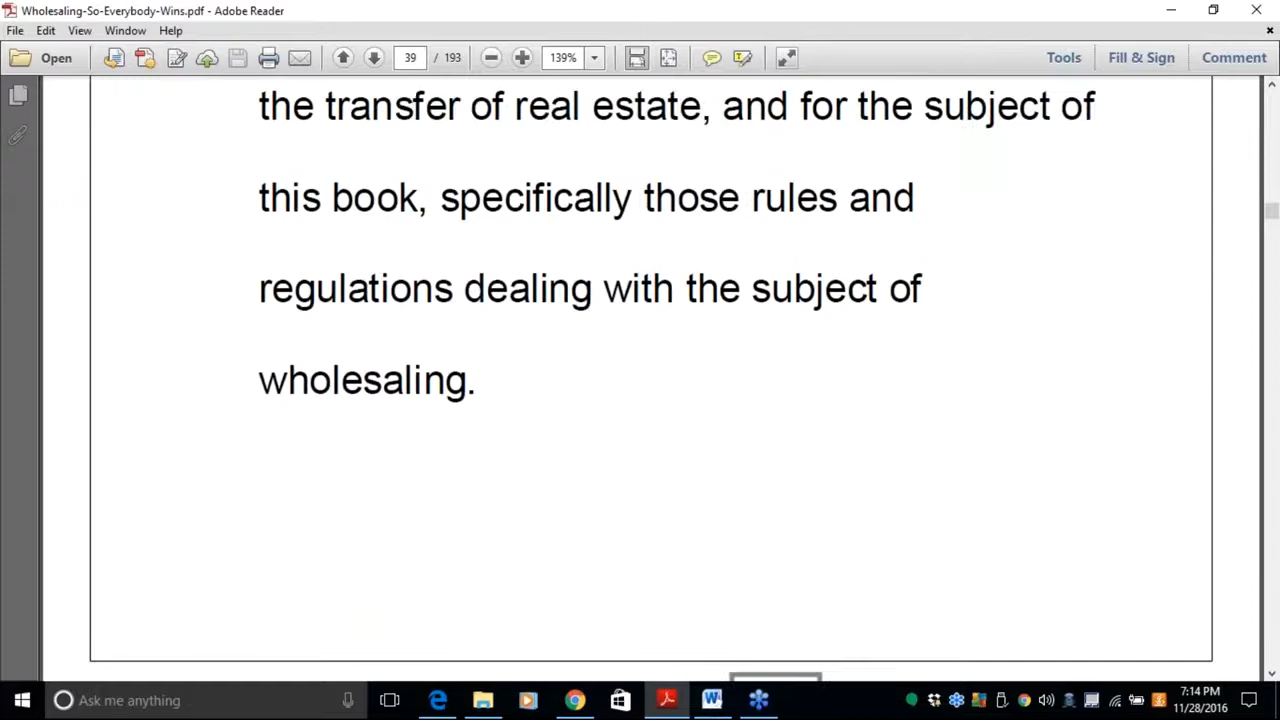 Wholesaling-So-Everybody-Wins.pdf - Adobe Reader
File Edit View Window Help
Open 39 / 193 139% Tools Fill & Sign Comment
the transfer of real estate, and for the subject of
this book, specifically those rules and
regulations dealing with the subject of
wholesaling.
Ask me anything
7:14 PM
11/28/2016